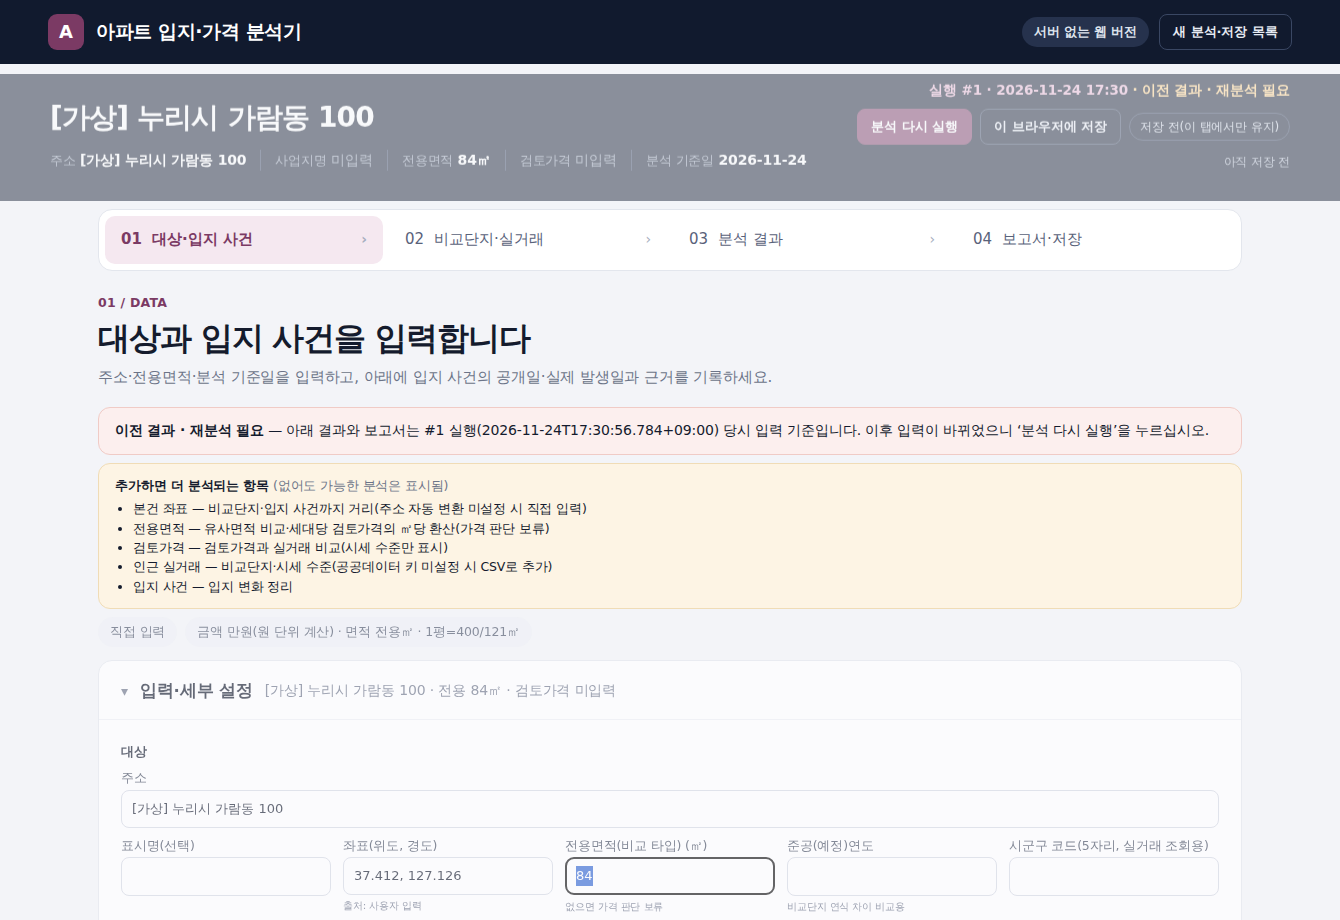 A 아파트 입지·가격 분석기 서버 없는 웹 버전 새 분석·저장 목록
실행 #1 · 2026-11-24 17:30 · 이전 결과 · 재분석 필요
[가상] 누리시 가람동 100
분석 다시 실행 이 브라우저에 저장 저장 전(이 탭에서만 유지)
주소 [가상] 누리시 가람동 100 사업지명 미입력 전용면적 84㎡ 검토가격 미입력 분석 기준일 2026-11-24 아직 저장 전
01 대상·입지 사건 › 02 비교단지·실거래 › 03 분석 결과 › 04 보고서·저장
01 / DATA
대상과 입지 사건을 입력합니다
주소·전용면적·분석 기준일을 입력하고, 아래에 입지 사건의 공개일·실제 발생일과 근거를 기록하세요.
이전 결과 · 재분석 필요 — 아래 결과와 보고서는 #1 실행(2026-11-24T17:30:56.784+09:00) 당시 입력 기준입니다. 이후 입력이 바뀌었으니 ‘분석 다시 실행’을 누르십시오.
추가하면 더 분석되는 항목 (없어도 가능한 분석은 표시됨)
• 본건 좌표 — 비교단지·입지 사건까지 거리(주소 자동 변환 미설정 시 직접 입력)
• 전용면적 — 유사면적 비교·세대당 검토가격의 ㎡당 환산(가격 판단 보류)
• 검토가격 — 검토가격과 실거래 비교(시세 수준만 표시)
• 인근 실거래 — 비교단지·시세 수준(공공데이터 키 미설정 시 CSV로 추가)
• 입지 사건 — 입지 변화 정리
직접 입력 금액 만원(원 단위 계산) · 면적 전용㎡ · 1평=400/121㎡
▾ 입력·세부 설정 [가상] 누리시 가람동 100 · 전용 84㎡ · 검토가격 미입력
대상
주소
[가상] 누리시 가람동 100
표시명(선택) 좌표(위도, 경도) 전용면적(비교 타입) (㎡) 준공(예정)연도 시군구 코드(5자리, 실거래 조회용)
37.412, 127.126 84
출처: 사용자 입력 없으면 가격 판단 보류 비교단지 연식 차이 비교용